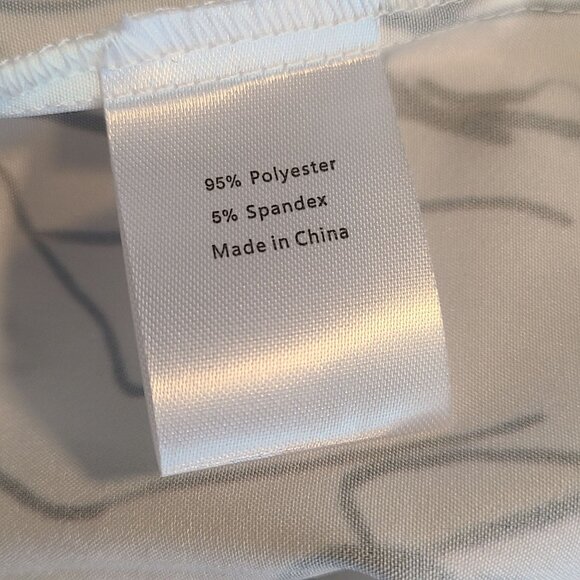 95% Polyester
5% Spandex
Made in China